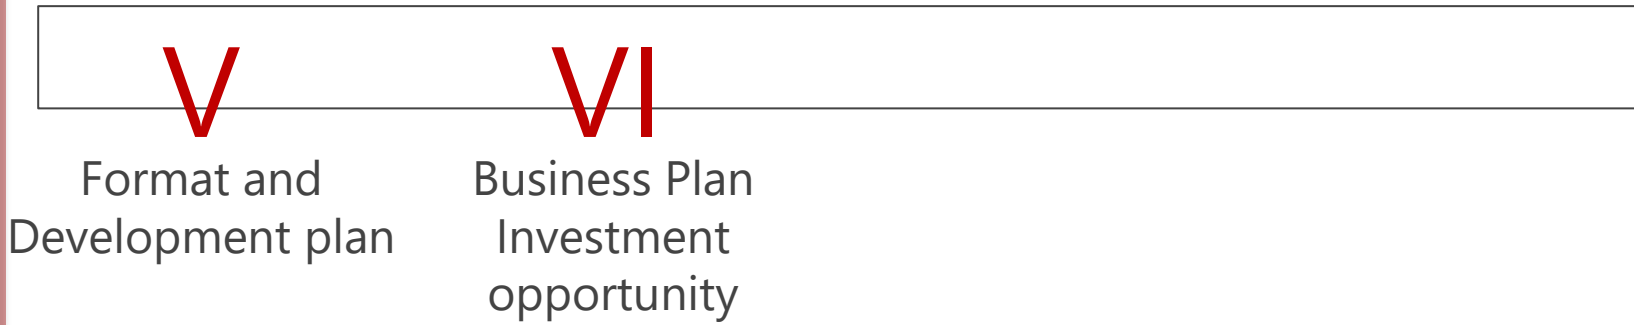 V
Format and
Development plan
VI
Business Plan
Investment
opportunity